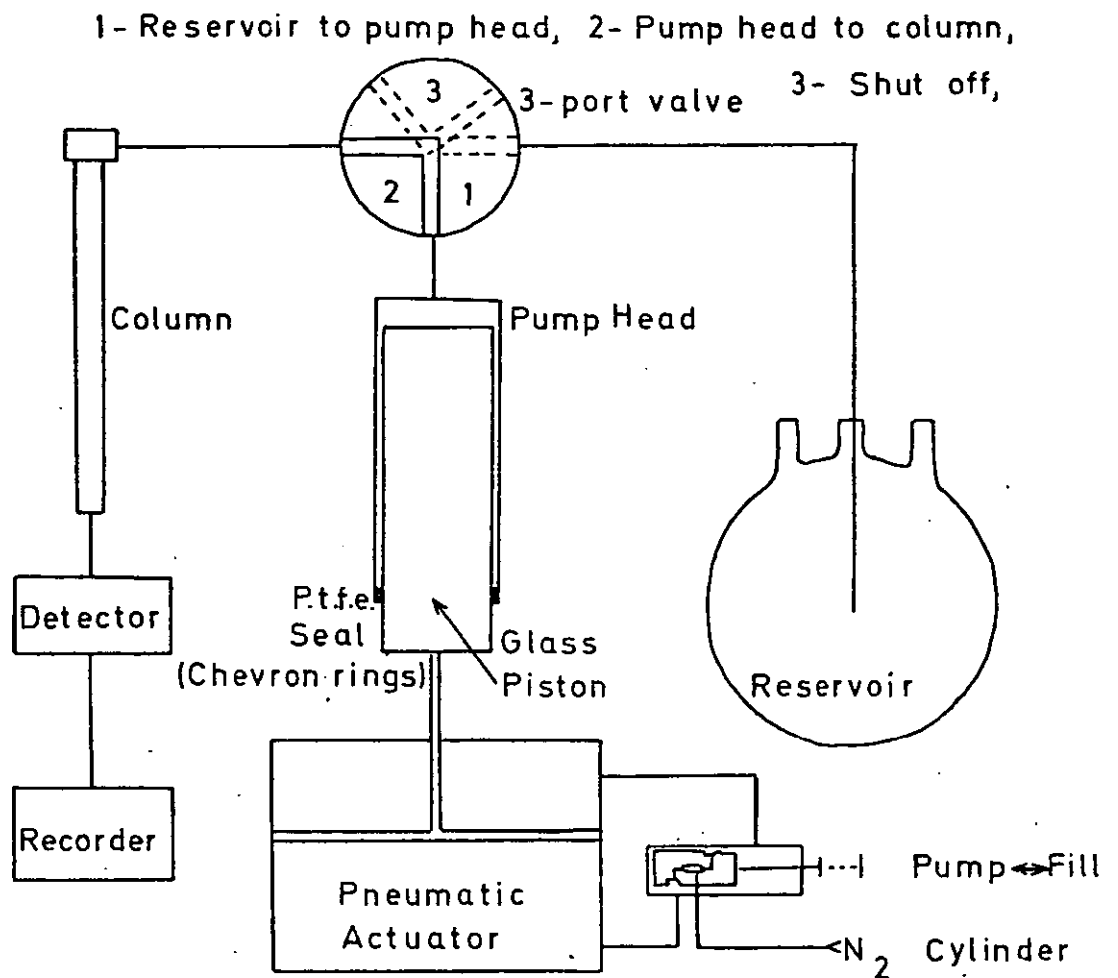 1- Reservoir to pump head, 2- Pump head to column,
3- Shut off,
3
3-port valve
2
1
Column
Pump Head
P.t.f.e.
Seal
(Chevron rings)
Glass
Piston
Reservoir
Detector
Recorder
Pneumatic
Actuator
Pump↔Fill
N2 Cylinder